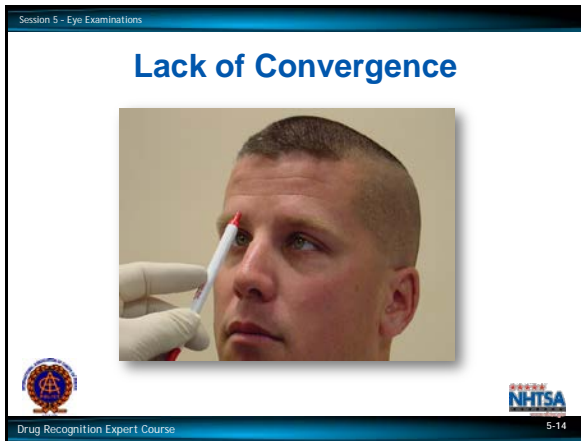 Session 5 - Eye Examinations
Lack of Convergence
NHTSA
Drug Recognition Expert Course
5-14